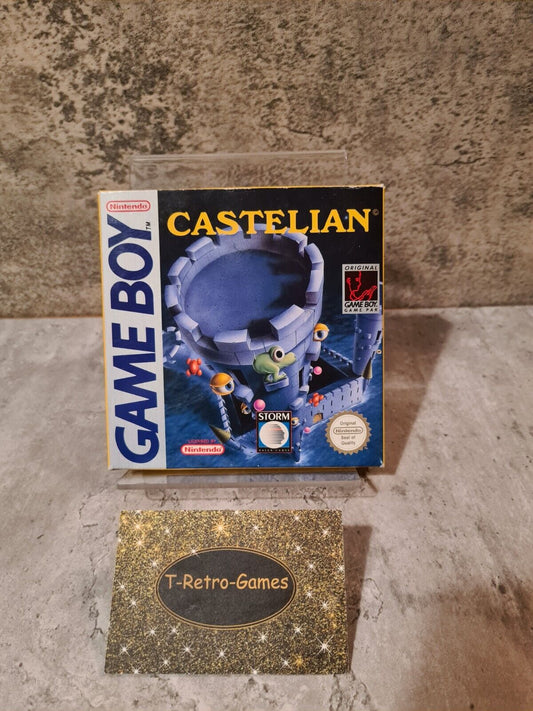 Nintendo
GAME BOY
TM
CASTELIAN©
ORIGINAL
GAME BOY
GAME PAK
STORM
LICENSED BY
Nintendo
Original
Nintendo
Seal of
Quality
T-Retro-Games